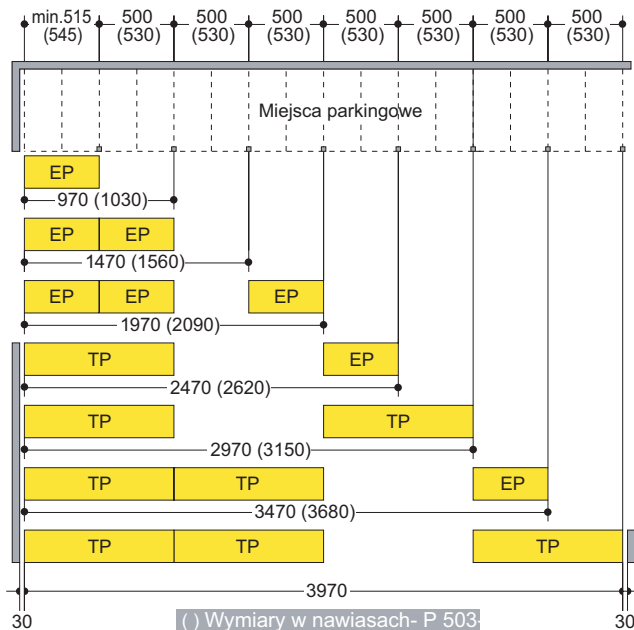 min.515 500 500 500 500 500 500 500
(545) (530) (530) (530) (530) (530) (530) (530)
Miejsca parkingowe
EP
970 (1030)
EP EP
1470 (1560)
EP EP EP
1970 (2090)
TP EP
2470 (2620)
TP TP
2970 (3150)
TP TP EP
3470 (3680)
TP TP TP
3970
30 30
( ) Wymiary w nawiasach- P 503-